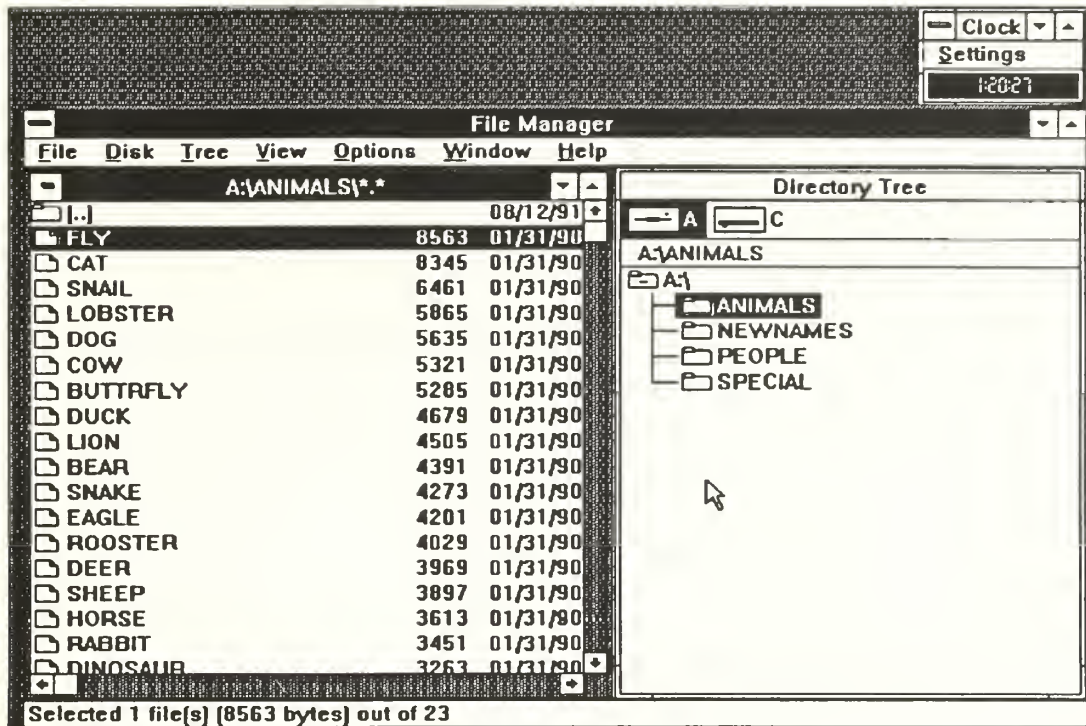 Clock
Settings
1:20:27
File Manager
File Disk Tree View Options Window Help
A:\ANIMALS\*.*
[..] 08/12/91
FLY 8563 01/31/90
CAT 8345 01/31/90
SNAIL 6461 01/31/90
LOBSTER 5865 01/31/90
DOG 5635 01/31/90
COW 5321 01/31/90
BUTTRFLY 5285 01/31/90
DUCK 4679 01/31/90
LION 4505 01/31/90
BEAR 4391 01/31/90
SNAKE 4273 01/31/90
EAGLE 4201 01/31/90
ROOSTER 4029 01/31/90
DEER 3969 01/31/90
SHEEP 3897 01/31/90
HORSE 3613 01/31/90
RABBIT 3451 01/31/90
DINOSAUR 3263 01/31/90
Directory Tree
A C
A:\ANIMALS
A:\
ANIMALS
NEWNAMES
PEOPLE
SPECIAL
Selected 1 file(s) (8563 bytes) out of 23